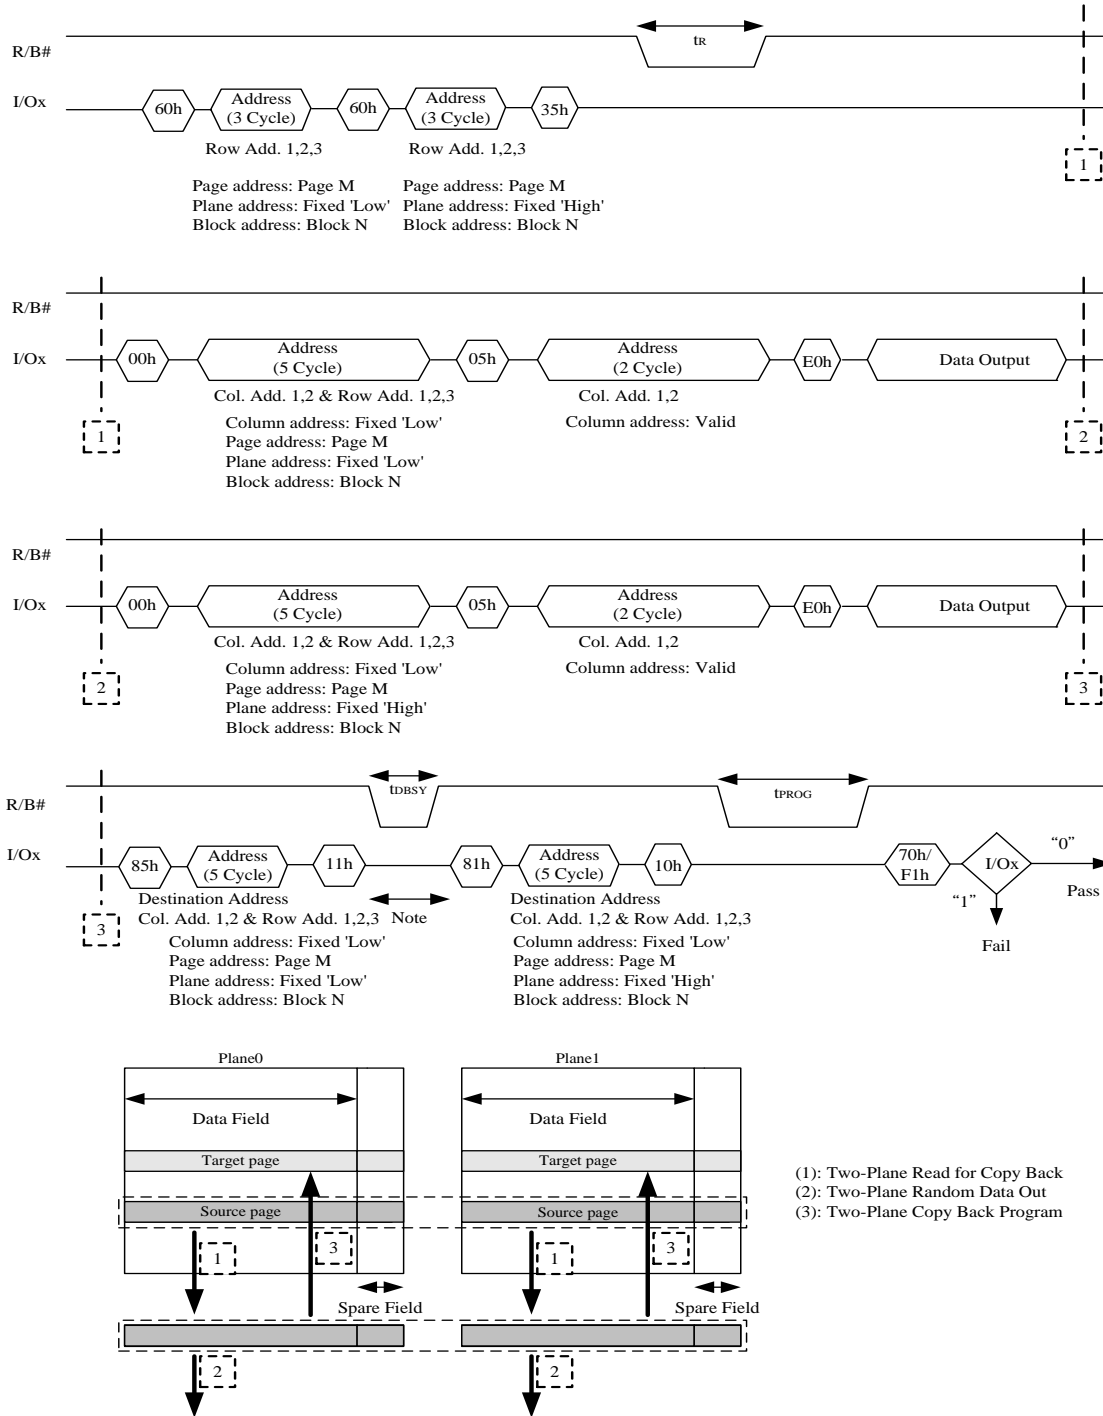 tR
R/B#
I/Ox
60h
Address
(3 Cycle)
60h
Address
(3 Cycle)
35h
Row Add. 1,2,3
Row Add. 1,2,3
1
Page address: Page M
Plane address: Fixed 'Low'
Block address: Block N
Page address: Page M
Plane address: Fixed 'High'
Block address: Block N
R/B#
I/Ox
00h
Address
(5 Cycle)
05h
Address
(2 Cycle)
E0h
Data Output
Col. Add. 1,2 & Row Add. 1,2,3
Col. Add. 1,2
Column address: Fixed 'Low'
Page address: Page M
Plane address: Fixed 'Low'
Block address: Block N
Column address: Valid
1
2
R/B#
I/Ox
00h
Address
(5 Cycle)
05h
Address
(2 Cycle)
E0h
Data Output
Col. Add. 1,2 & Row Add. 1,2,3
Col. Add. 1,2
Column address: Fixed 'Low'
Page address: Page M
Plane address: Fixed 'High'
Block address: Block N
Column address: Valid
2
3
R/B#
tDBSY
tPROG
I/Ox
85h
Address
(5 Cycle)
11h
81h
Address
(5 Cycle)
10h
70h/
F1h
I/Ox
“0”
Pass
“1”
Fail
Destination Address
Col. Add. 1,2 & Row Add. 1,2,3
Note
Destination Address
Col. Add. 1,2 & Row Add. 1,2,3
3
Column address: Fixed 'Low'
Page address: Page M
Plane address: Fixed 'Low'
Block address: Block N
Column address: Fixed 'Low'
Page address: Page M
Plane address: Fixed 'High'
Block address: Block N
Plane0
Plane1
Data Field
Data Field
Target page
Target page
Source page
Source page
1
3
1
3
Spare Field
Spare Field
2
2
(1): Two-Plane Read for Copy Back
(2): Two-Plane Random Data Out
(3): Two-Plane Copy Back Program